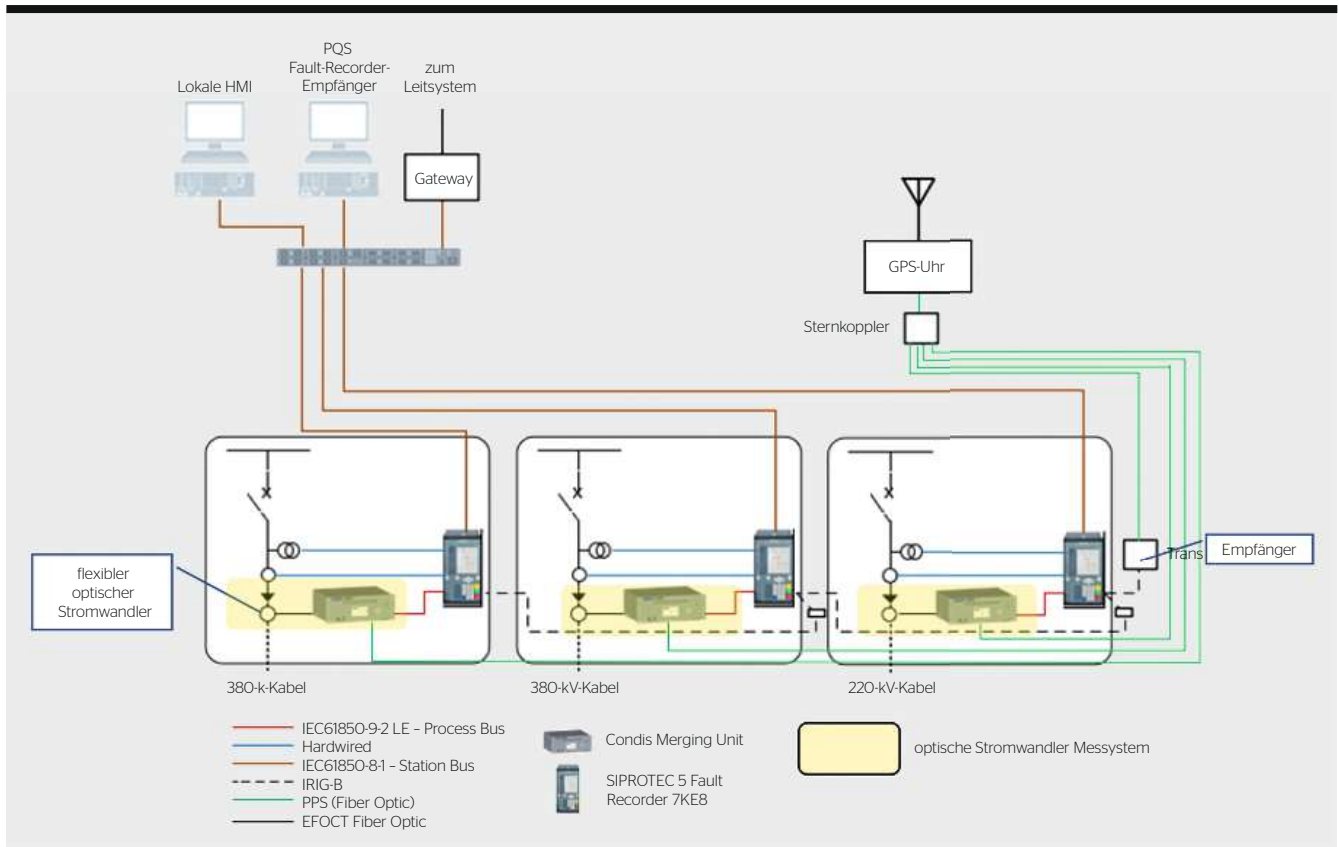 PQS
Fault-Recorder-
Empfänger
zum
Leitsystem
Lokale HMI
Gateway
GPS-Uhr
Sternkoppler
Trans
Empfänger
flexibler
optischer
Stromwandler
380-k-Kabel
380-kV-Kabel
220-kV-Kabel
IEC61850-9-2 LE – Process Bus
Hardwired
IEC61850-8-1 – Station Bus
IRIG-B
PPS (Fiber Optic)
EFOCT Fiber Optic
Condis Merging Unit
SIPROTEC 5 Fault
Recorder 7KE8
optische Stromwandler Messystem